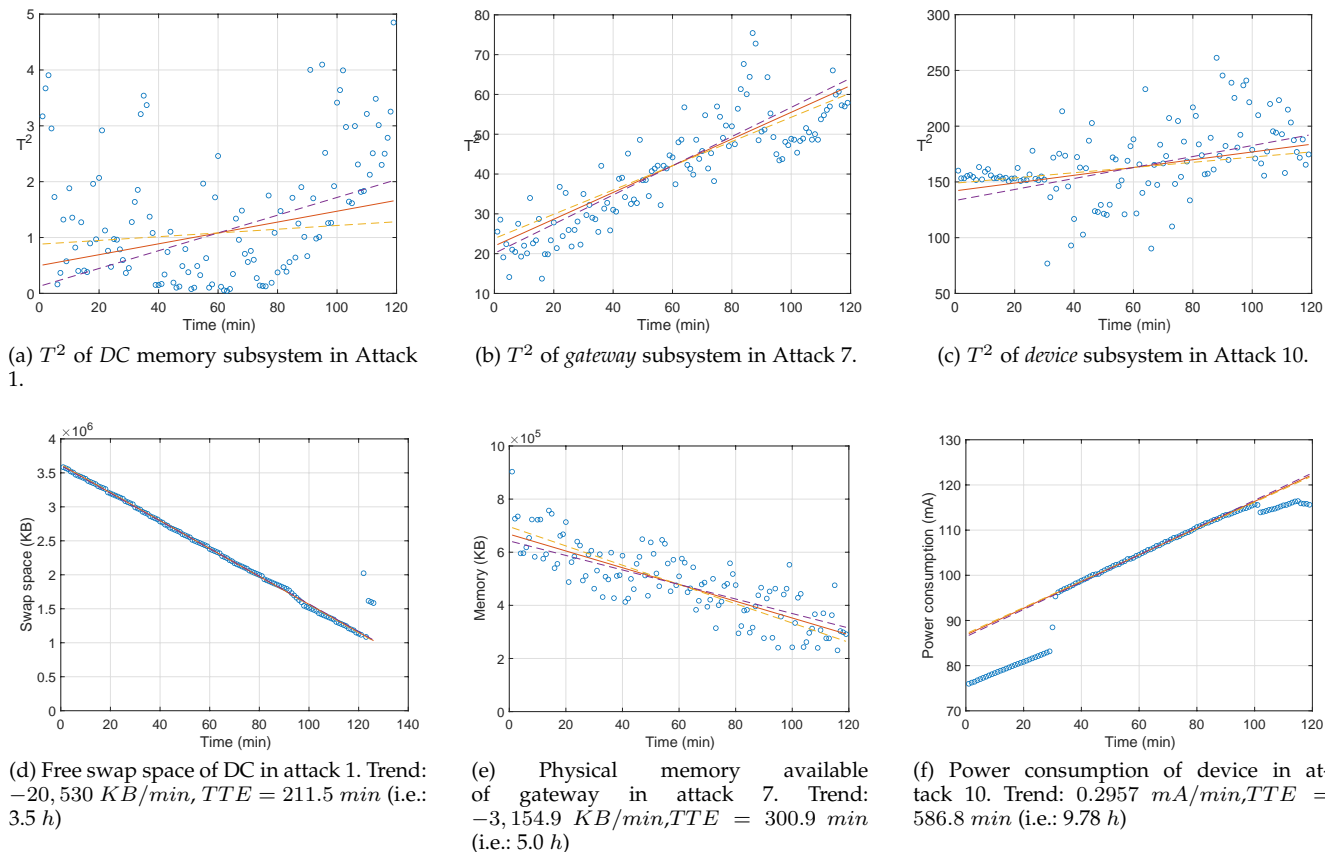 5
4
3
2
1
0
T²
0 20 40 60 80 100 120
Time (min)
(a) T² of DC memory subsystem in Attack
1.
80
70
60
50
40
30
20
10
T²
0 20 40 60 80 100 120
Time (min)
(b) T² of gateway subsystem in Attack 7.
300
250
200
150
100
50
T²
0 20 40 60 80 100 120
Time (min)
(c) T² of device subsystem in Attack 10.
×10⁶
4
3.5
3
2.5
2
1.5
1
0.5
0
Swap space (KB)
0 20 40 60 80 100 120 140
Time (min)
(d) Free swap space of DC in attack 1. Trend:
−20, 530 KB/min, TTE = 211.5 min (i.e.:
3.5 h)
×10⁵
10
8
6
4
2
0
Memory (KB)
0 20 40 60 80 100 120
Time (min)
(e) Physical memory available
of gateway in attack 7. Trend:
−3, 154.9 KB/min,TTE = 300.9 min
(i.e.: 5.0 h)
130
120
110
100
90
80
70
Power consumption (mA)
0 20 40 60 80 100 120
Time (min)
(f) Power consumption of device in at-
tack 10. Trend: 0.2957 mA/min,TTE =
586.8 min (i.e.: 9.78 h)